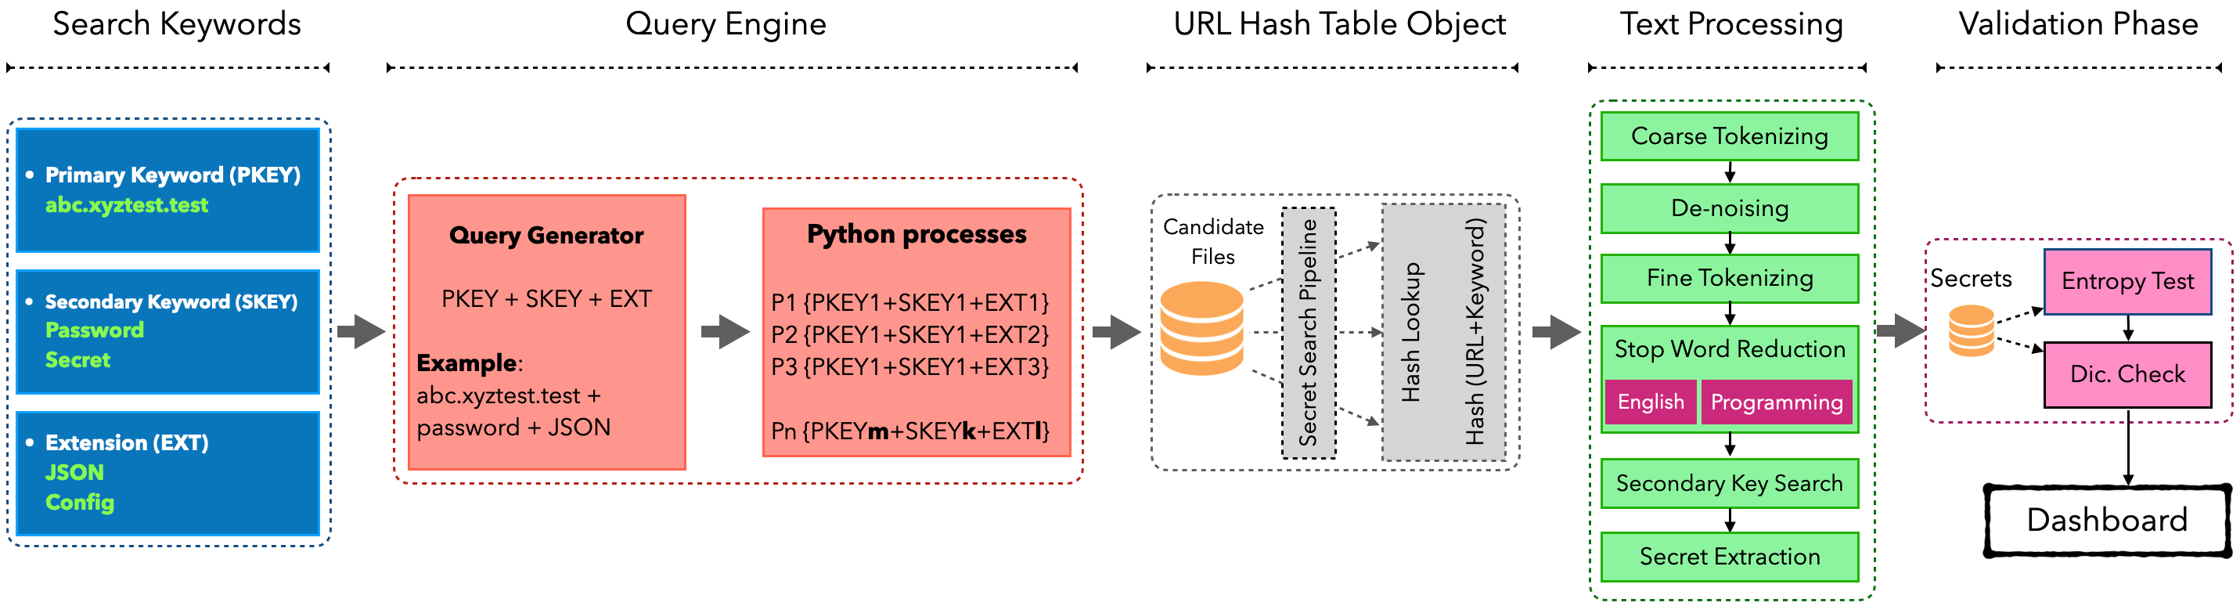 Search Keywords
Query Engine
URL Hash Table Object
Text Processing
Validation Phase
• Primary Keyword (PKEY)
abc.xyztest.test
• Secondary Keyword (SKEY)
Password
Secret
• Extension (EXT)
JSON
Config
Query Generator
PKEY + SKEY + EXT
Example:
abc.xyztest.test +
password + JSON
Python processes
P1 {PKEY1+SKEY1+EXT1}
P2 {PKEY1+SKEY1+EXT2}
P3 {PKEY1+SKEY1+EXT3}
Pn {PKEYm+SKEYk+EXTl}
Candidate
Files
Secret Search Pipeline
Hash Lookup
Hash (URL+Keyword)
Coarse Tokenizing
De-noising
Fine Tokenizing
Stop Word Reduction
English
Programming
Secondary Key Search
Secret Extraction
Secrets
Entropy Test
Dic. Check
Dashboard